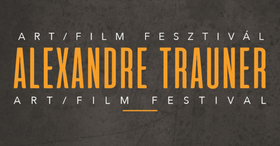 ART/FILM FESZTIVÁL
ALEXANDRE TRAUNER
ART/FILM FESTIVAL